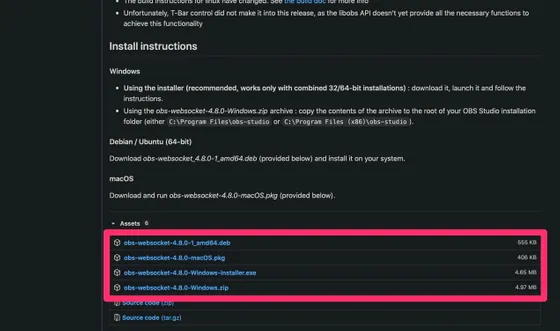 The build instructions for linux have changed. See the build doc for more info
Unfortunately, T-Bar control did not make it into this release, as the libobs API doesn't yet provide all the necessary functions to
achieve this functionality
Install instructions
Windows
Using the installer (recommended, works only with combined 32/64-bit installations) : download it, launch it and follow the
instructions.
Using the obs-websocket-4.8.0-Windows.zip archive : copy the contents of the archive to the root of your OBS Studio installation
folder (either C:\Program Files\obs-studio or C:\Program Files (x86)\obs-studio ).
Debian / Ubuntu (64-bit)
Download obs-websocket_4.8.0-1_amd64.deb (provided below) and install it on your system.
macOS
Download and run obs-websocket-4.8.0-macOS.pkg (provided below).
Assets 6
obs-websocket-4.8.0-1_amd64.deb 555 KB
obs-websocket-4.8.0-macOS.pkg 406 KB
obs-websocket-4.8.0-Windows-Installer.exe 4.65 MB
obs-websocket-4.8.0-Windows.zip 4.97 MB
Source code (zip)
Source code (tar.gz)